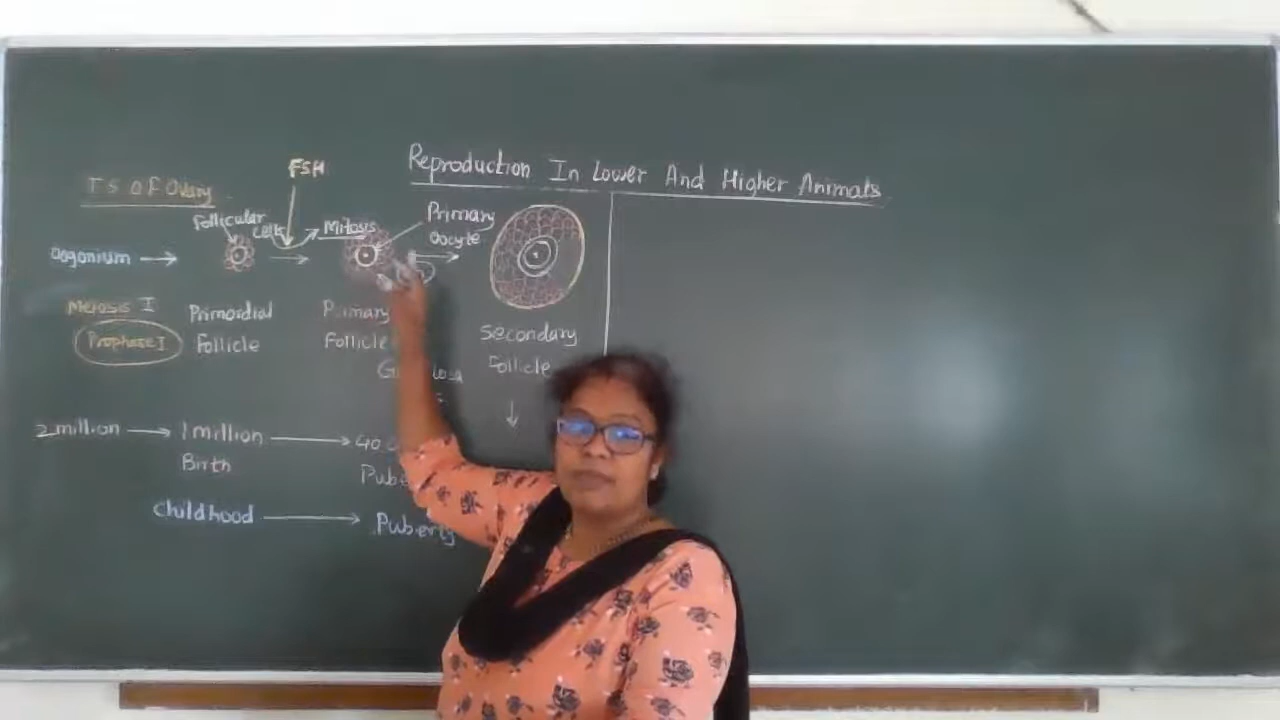 Reproduction In Lower And Higher Animals
T.S of Ovary
FSH
Follicular
cells
Mitosis
Primary
Oocyte
Oogonium
Meiosis I
Prophase I
Primordial
Follicle
Primary
Follicle
Secondary
Follicle
2 million
1 million
Birth
40
childhood
Puberty